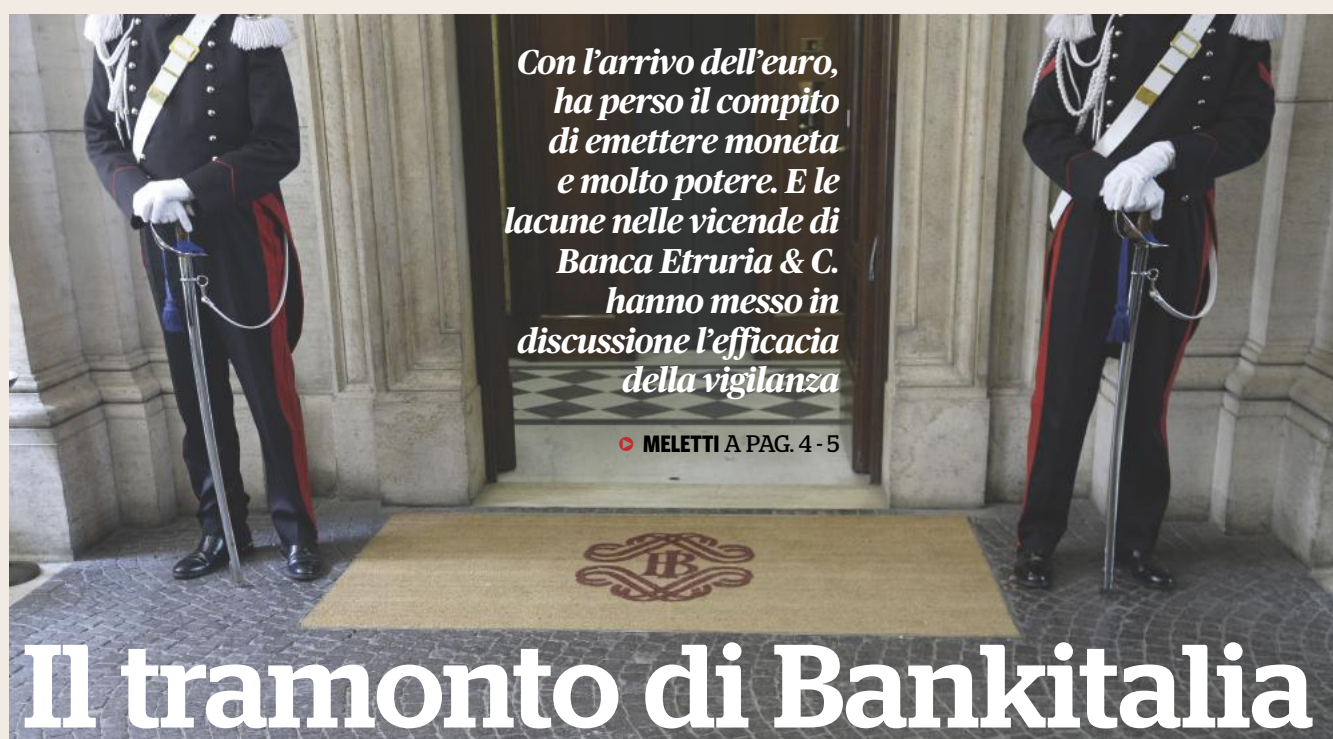 Con l'arrivo dell'euro,
ha perso il compito
di emettere moneta
e molto potere. E le
lacune nelle vicende di
Banca Etruria & C.
hanno messo in
discussione l'efficacia
della vigilanza
MELETTI A PAG. 4 - 5
Il tramonto di Bankitalia